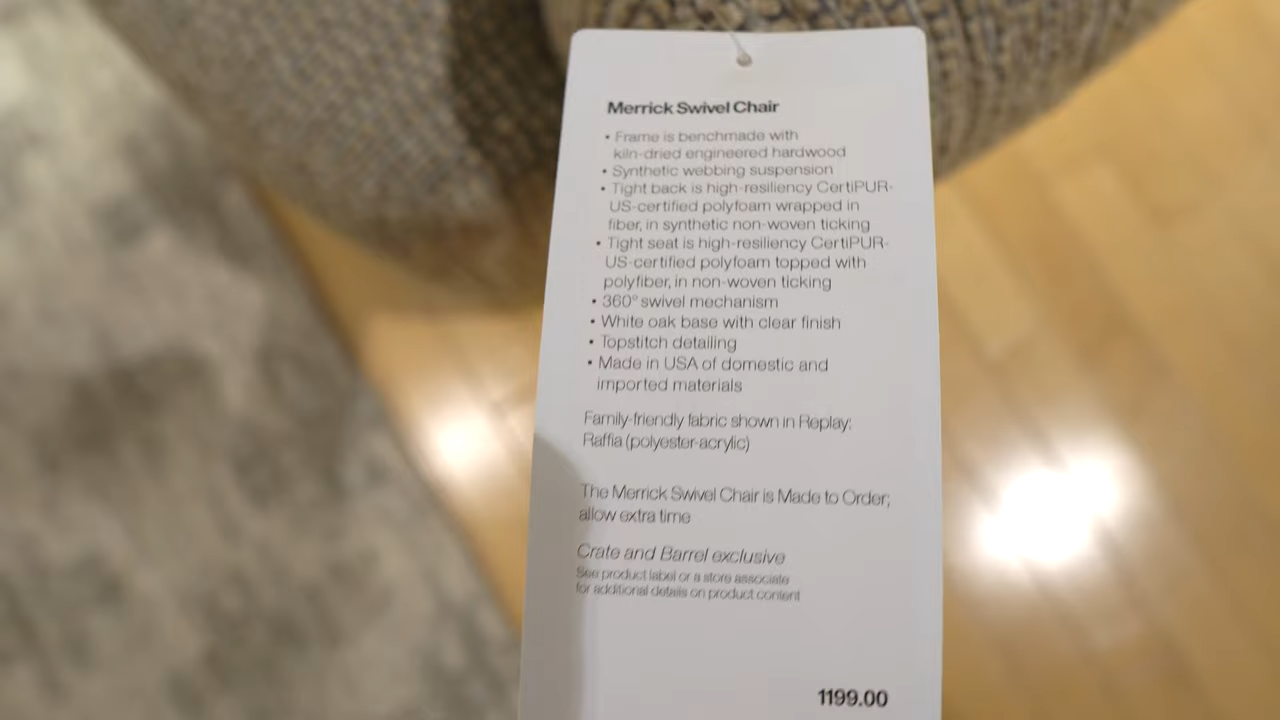 Merrick Swivel Chair
• Frame is benchmade with
kiln-dried engineered hardwood
• Synthetic webbing suspension
• Tight back is high-resiliency CertiPUR-
US-certified polyfoam wrapped in
fiber, in synthetic non-woven ticking
• Tight seat is high-resiliency CertiPUR-
US-certified polyfoam topped with
polyfiber, in non-woven ticking
• 360° swivel mechanism
• White oak base with clear finish
• Topstitch detailing
• Made in USA of domestic and
imported materials
Family-friendly fabric shown in Replay:
Raffia (polyester-acrylic)
The Merrick Swivel Chair is Made to Order;
allow extra time
Crate and Barrel exclusive
See product label or a store associate
for additional details on product content
1199.00